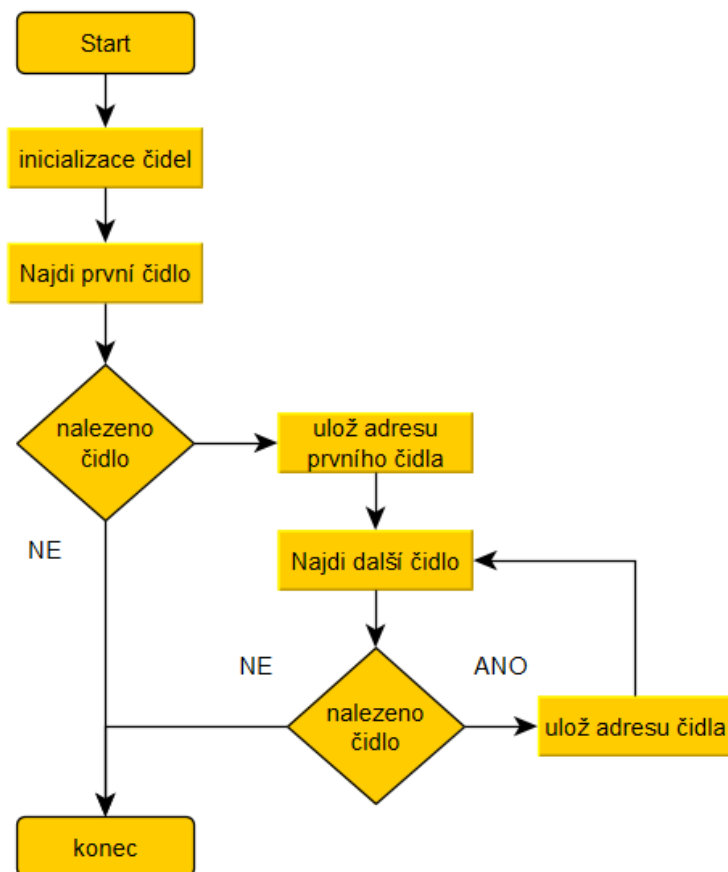 Start
inicializace čidel
Najdi první čidlo
nalezeno
čidlo
ulož adresu
prvního čidla
NE
Najdi další čidlo
NE
ANO
nalezeno
čidlo
ulož adresu čidla
konec